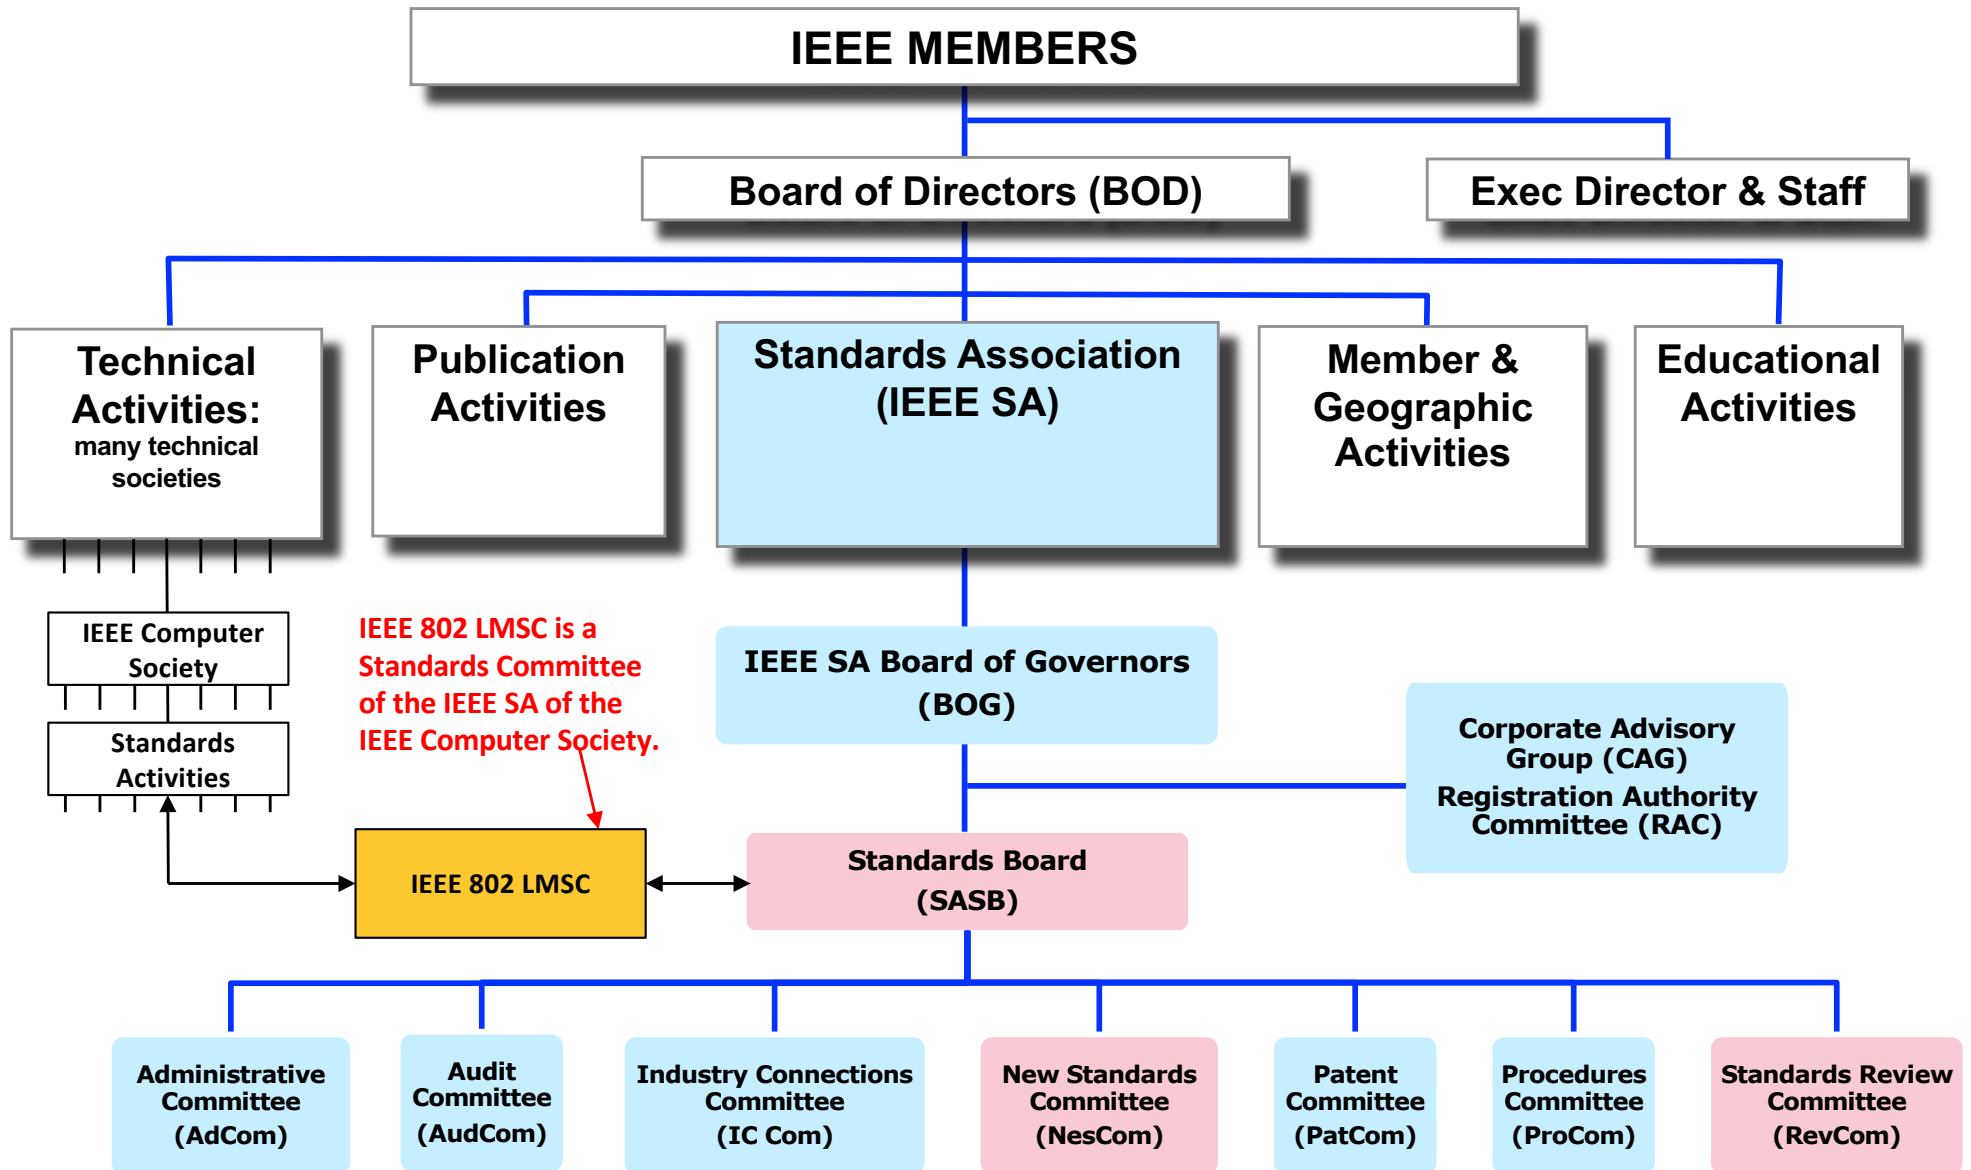 IEEE MEMBERS
Board of Directors (BOD)
Exec Director & Staff
Technical
Activities:
many technical
societies
Publication
Activities
Standards Association
(IEEE SA)
Member &
Geographic
Activities
Educational
Activities
IEEE Computer
Society
Standards
Activities
IEEE 802 LMSC is a
Standards Committee
of the IEEE SA of the
IEEE Computer Society.
IEEE SA Board of Governors
(BOG)
Corporate Advisory
Group (CAG)
Registration Authority
Committee (RAC)
IEEE 802 LMSC
Standards Board
(SASB)
Administrative
Committee
(AdCom)
Audit
Committee
(AudCom)
Industry Connections
Committee
(IC Com)
New Standards
Committee
(NesCom)
Patent
Committee
(PatCom)
Procedures
Committee
(ProCom)
Standards Review
Committee
(RevCom)